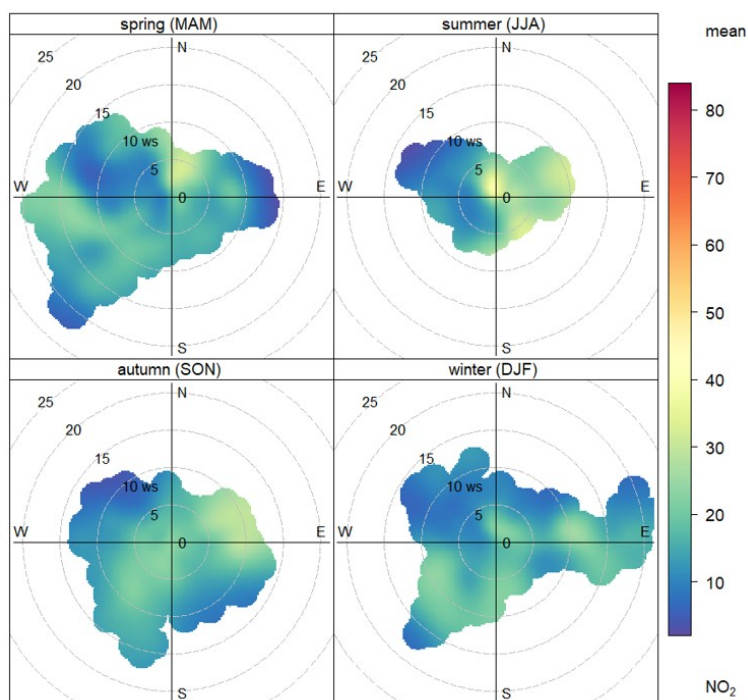 spring (MAM)
25
20
15
10 ws
5
0
N
W
E
S
summer (JJA)
25
20
15
10 ws
5
0
N
W
E
S
autumn (SON)
25
20
15
10 ws
5
0
N
W
E
S
winter (DJF)
25
20
15
10 ws
5
0
N
W
E
S
mean
80
70
60
50
40
30
20
10
NO₂